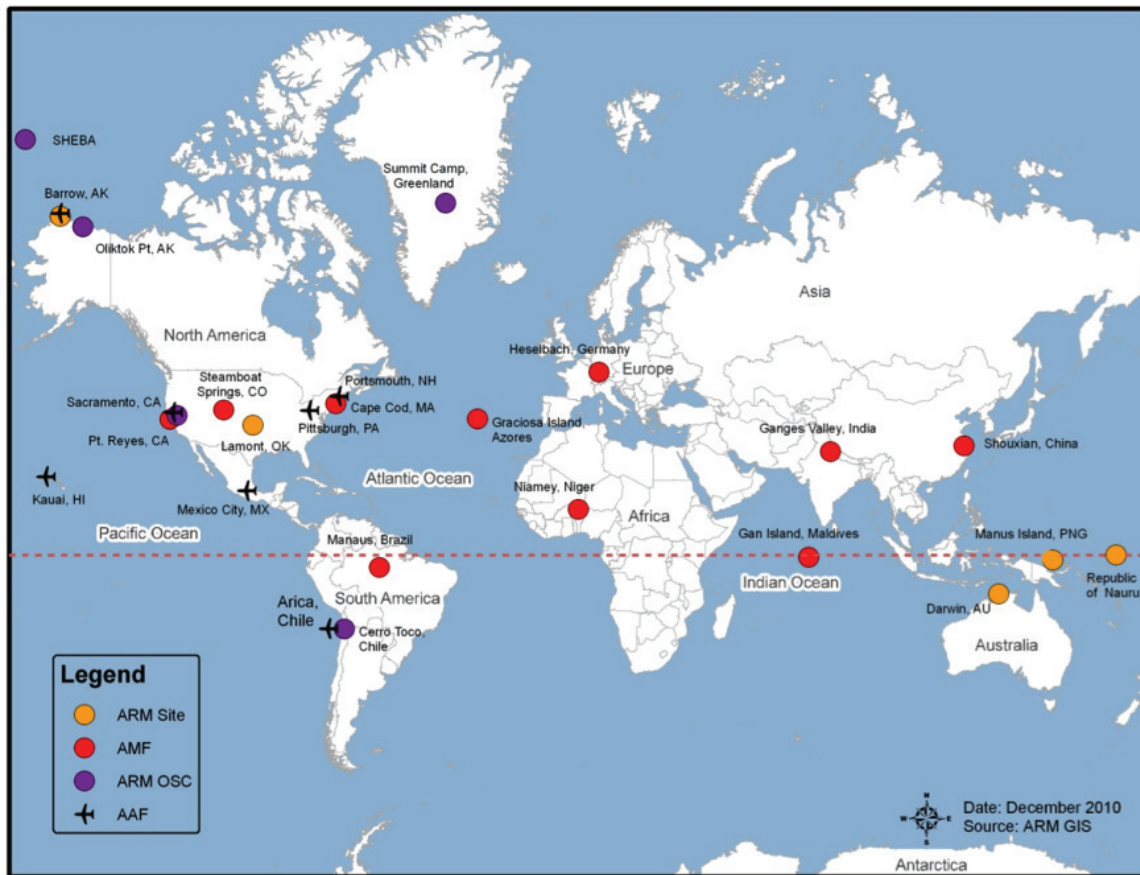 SHEBA
Barrow, AK
Oliktok Pt, AK
Summit Camp,
Greenland
Asia
North America
Heselbach, Germany
Europe
Steamboat
Springs, CO
Portsmouth, NH
Sacramento, CA
Cape Cod, MA
Pt. Reyes, CA
Lamont, OK
Pittsburgh, PA
Graciosa Island,
Azores
Ganges Valley, India
Shouxian, China
Kauai, HI
Mexico City, MX
Atlantic Ocean
Niamey, Niger
Africa
Pacific Ocean
Manaus, Brazil
Gan Island, Maldives
Manus Island, PNG
Indian Ocean
Republic
of Nauru
South America
Arica,
Chile
Cerro Toco,
Chile
Darwin, AU
Australia
Legend
ARM Site
AMF
ARM OSC
AAF
N
W
E
S
Date: December 2010
Source: ARM GIS
Antarctica